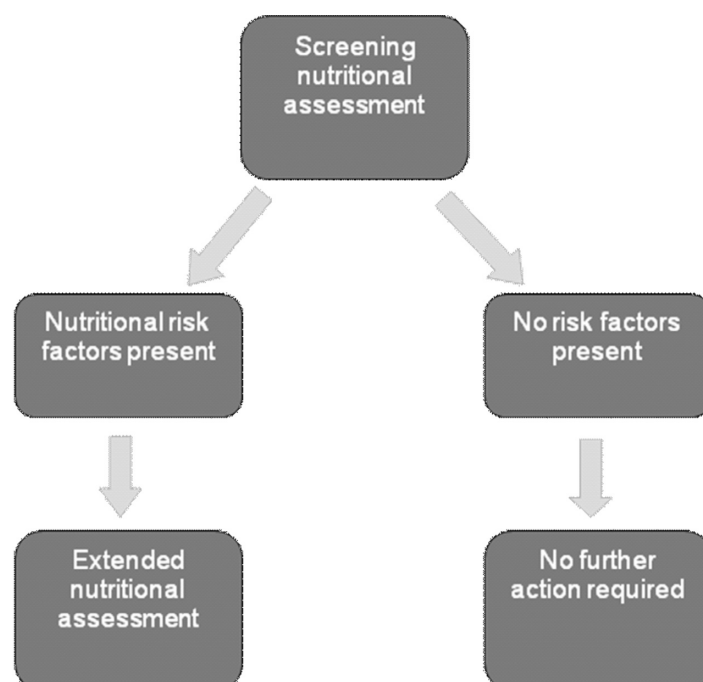 Screening
nutritional
assessment
Nutritional risk
factors present
No risk factors
present
Extended
nutritional
assessment
No further
action required